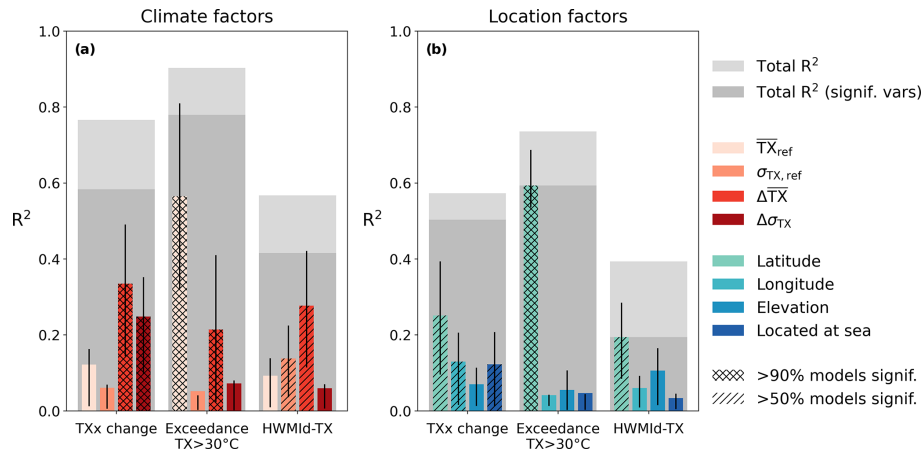 Climate factors
Location factors
(a)
(b)
R²
1.0
0.8
0.6
0.4
0.2
0.0
TXx change
Exceedance
TX>30°C
HWMId-TX
R²
1.0
0.8
0.6
0.4
0.2
0.0
TXx change
Exceedance
TX>30°C
HWMId-TX
Total R²
Total R² (signif. vars)
T̅X̅ref
σTX, ref
ΔT̅X̅
ΔσTX
Latitude
Longitude
Elevation
Located at sea
>90% models signif.
>50% models signif.